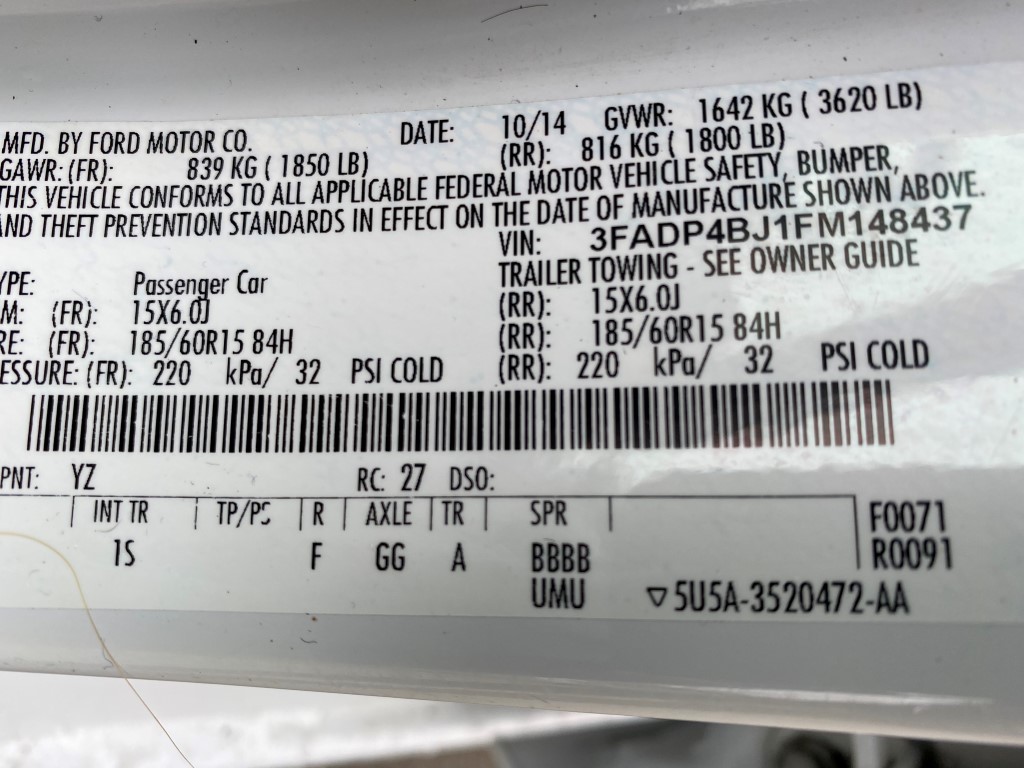 MFD. BY FORD MOTOR CO. DATE: 10/14 GVWR: 1642 KG ( 3620 LB)
GAWR: (FR): 839 KG ( 1850 LB) (RR): 816 KG ( 1800 LB)
THIS VEHICLE CONFORMS TO ALL APPLICABLE FEDERAL MOTOR VEHICLE SAFETY, BUMPER,
AND THEFT PREVENTION STANDARDS IN EFFECT ON THE DATE OF MANUFACTURE SHOWN ABOVE.
VIN: 3FADP4BJ1FM148437
YPE: Passenger Car TRAILER TOWING - SEE OWNER GUIDE
M: (FR): 15X6.0J (RR): 15X6.0J
RE: (FR): 185/60R15 84H (RR): 185/60R15 84H
ESSURE: (FR): 220 kPa/ 32 PSI COLD (RR): 220 kPa/ 32 PSI COLD
PNT: YZ RC: 27 DSO:
INT TR TP/PS R AXLE TR SPR F0071
1S F GG A BBBB R0091
UMU ▽5U5A-3520472-AA